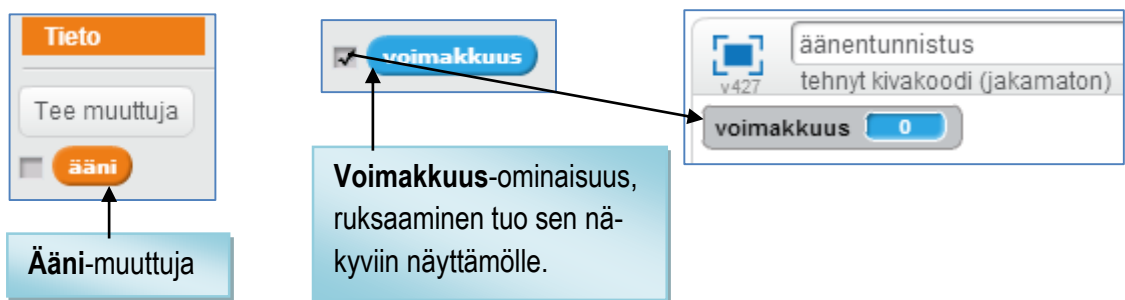 Tieto
Tee muuttuja
ääni
Ääni-muuttuja
voimakkuus
Voimakkuus-ominaisuus,
ruksaaminen tuo sen nä-
kyviin näyttämölle.
äänentunnistus
v427
tehnyt kivakoodi (jakamaton)
voimakkuus 0